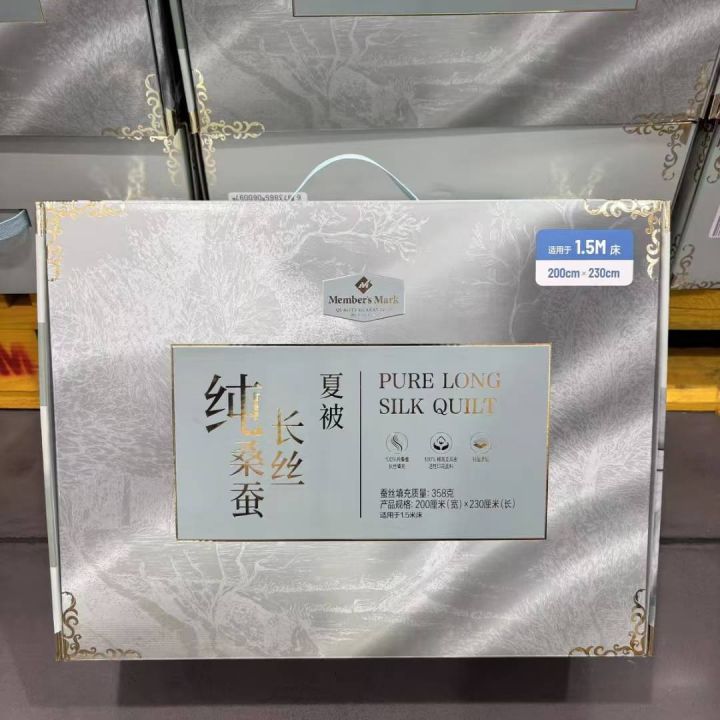 适用于 1.5M 床
200cm × 230cm
Member's Mark
纯桑蚕
长丝
夏被
PURE LONG
SILK QUILT
蚕丝填充质量: 358克
产品规格: 200厘米(宽)×230厘米(长)
适用于1.5米床